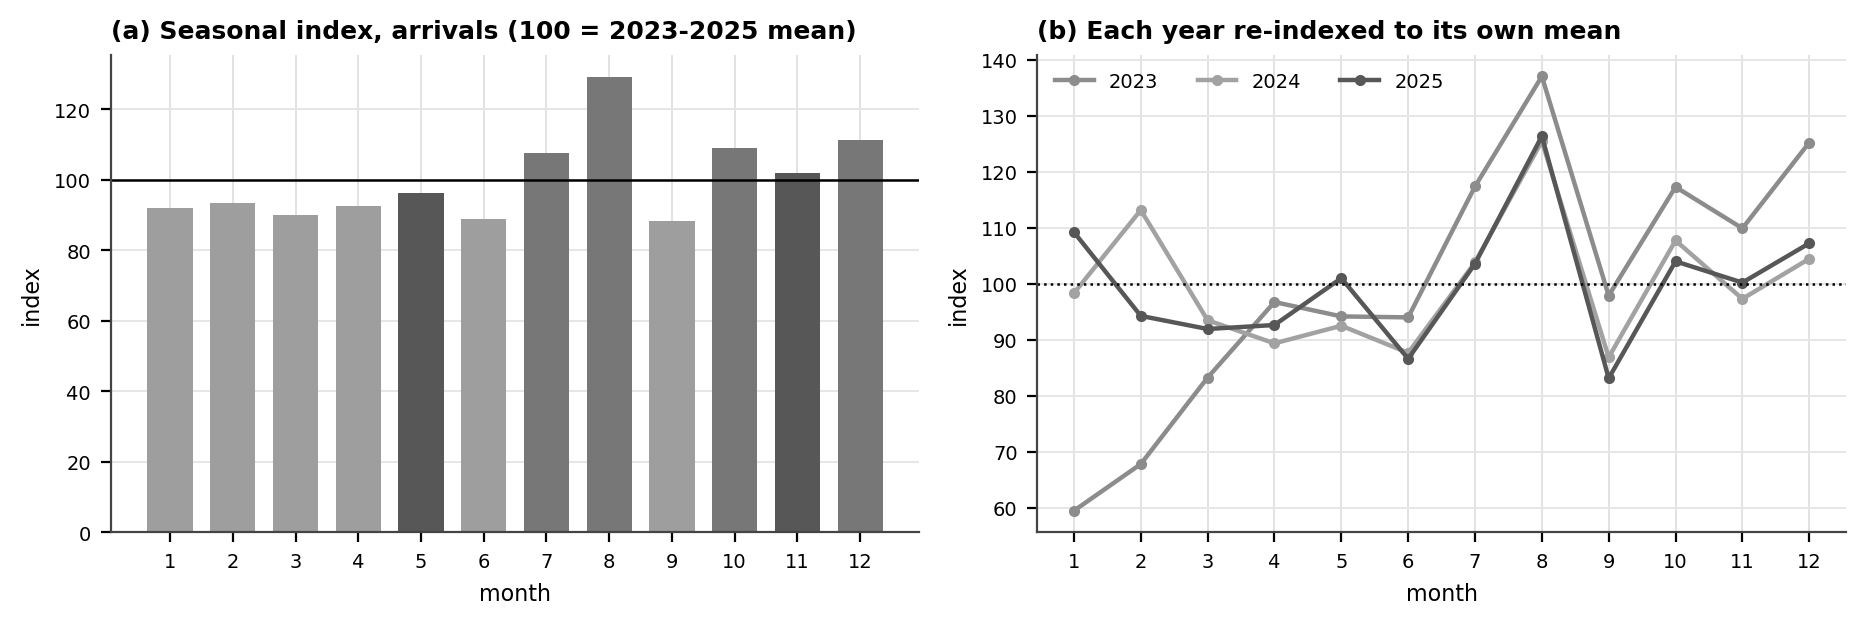 (a) Seasonal index, arrivals (100 = 2023-2025 mean)
120
100
80
60
40
20
0
index
1 2 3 4 5 6 7 8 9 10 11 12
month
(b) Each year re-indexed to its own mean
2023 2024 2025
140
130
120
110
100
90
80
70
60
index
1 2 3 4 5 6 7 8 9 10 11 12
month